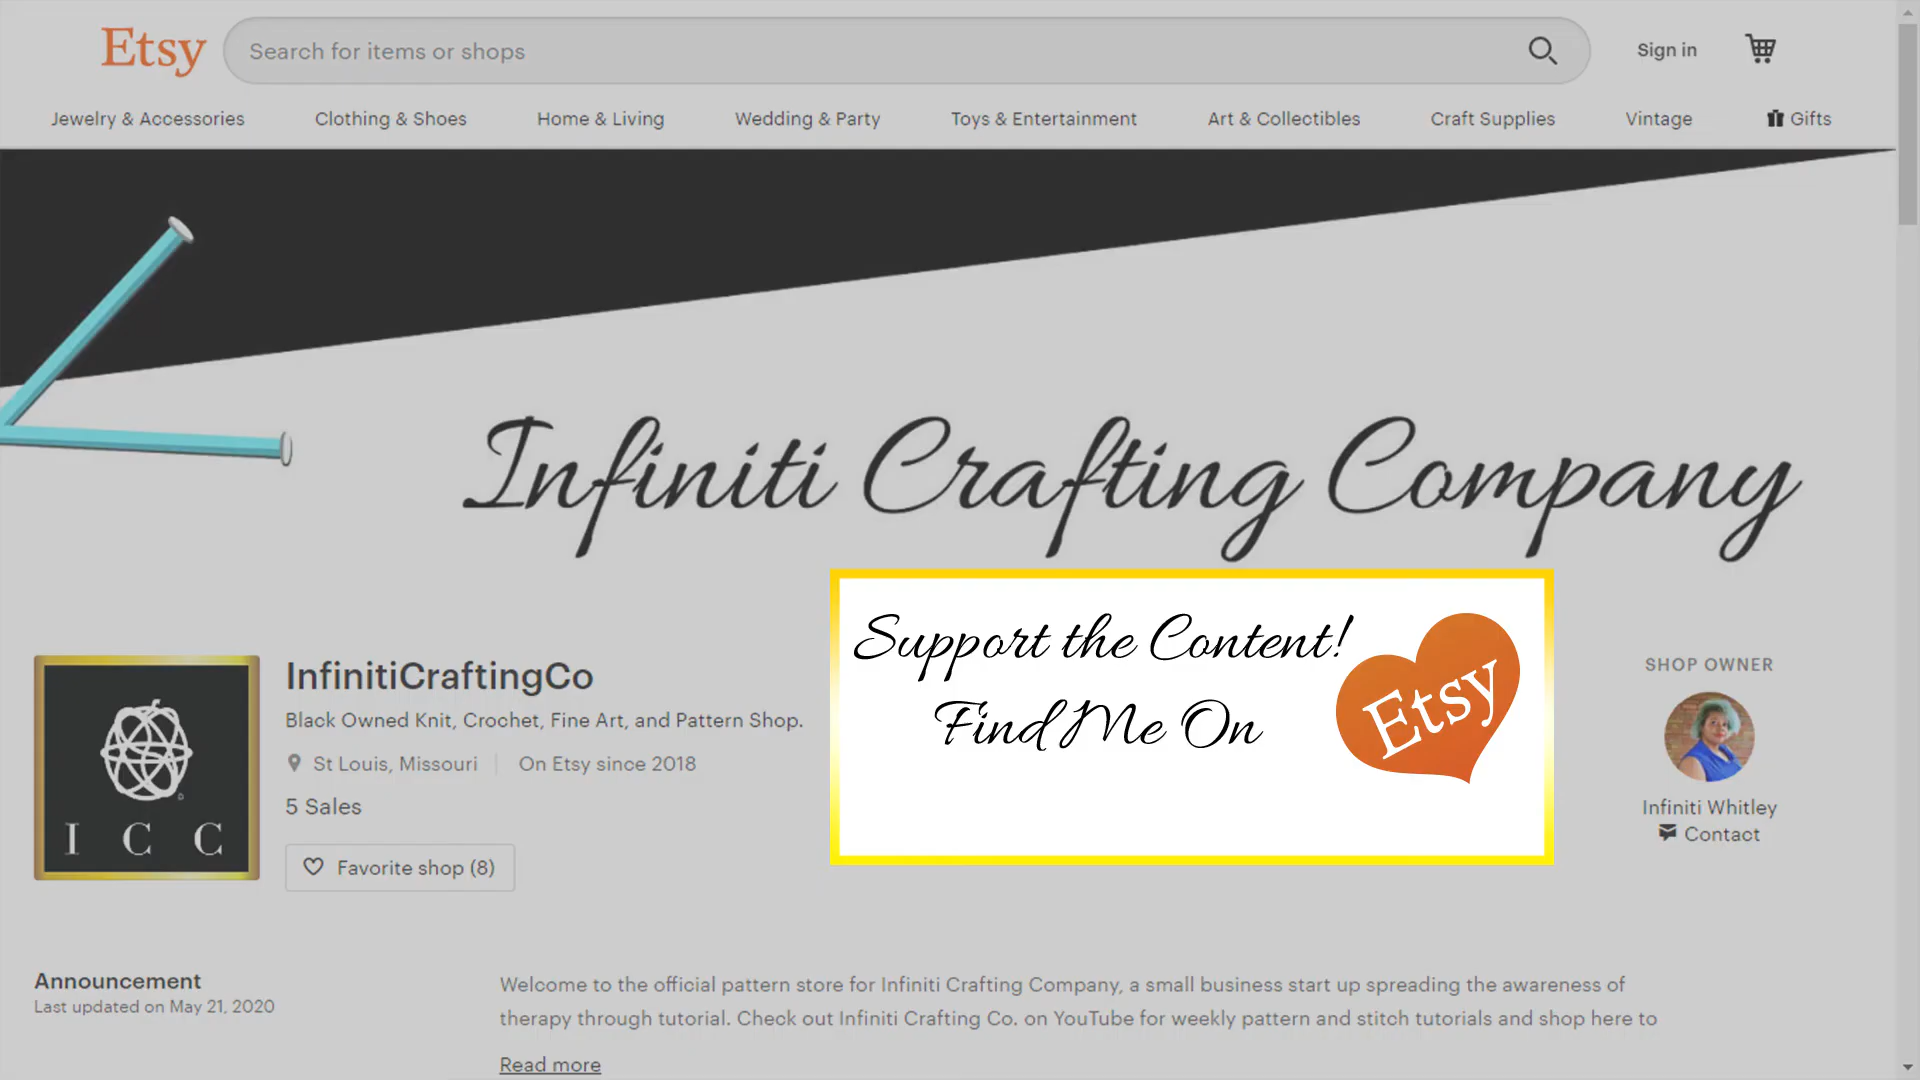 Etsy
Search for items or shops
Sign in
Jewelry & Accessories
Clothing & Shoes
Home & Living
Wedding & Party
Toys & Entertainment
Art & Collectibles
Craft Supplies
Vintage
Gifts
Infiniti Crafting Company
Support the Content!
Find Me On
Etsy
ICC
InfinitiCraftingCo
Black Owned Knit, Crochet, Fine Art, and Pattern Shop.
St Louis, Missouri
On Etsy since 2018
5 Sales
Favorite shop (8)
SHOP OWNER
Infiniti Whitley
Contact
Announcement
Last updated on May 21, 2020
Welcome to the official pattern store for Infiniti Crafting Company, a small business start up spreading the awareness of
therapy through tutorial. Check out Infiniti Crafting Co. on YouTube for weekly pattern and stitch tutorials and shop here to
Read more